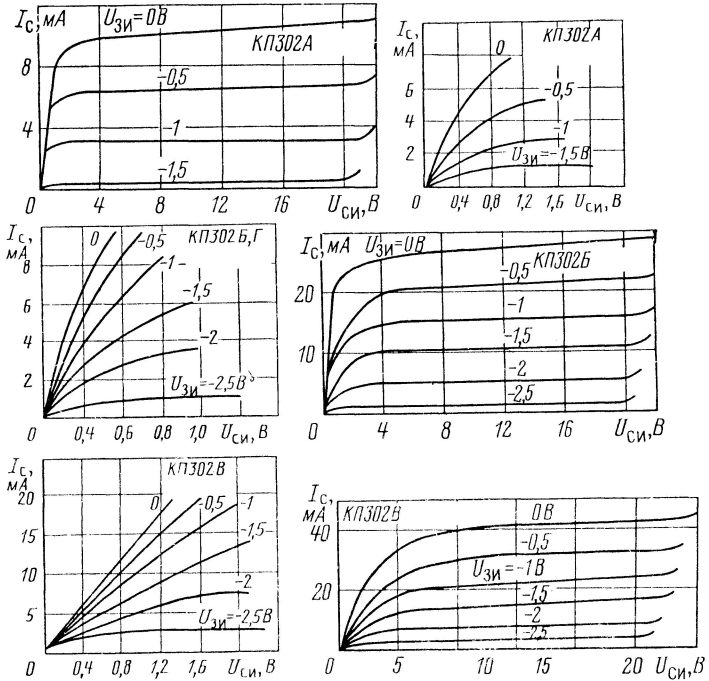 Iс, мА
Uзи=0В
КП302А
-0,5
-1
-1,5
8
4
0
4
8
12
16
Uси, В
Iс, мА
КП302А
0
-0,5
-1
Uзи=-1,5В
6
4
2
0
0,4
0,8
1,2
1,6
Uси, В
Iс, мА
КП302Б,Г
0
-0,5
-1
-1,5
-2
Uзи=-2,5В
8
6
4
2
0
0,4
0,6
0,8
1,0
Uси, В
Iс, мА
Uзи=0В
КП302Б
-0,5
-1
-1,5
-2
-2,5
20
10
0
4
8
12
16
Uси, В
Iс, мА
КП302В
0
-0,5
-1
-1,5
-2
Uзи=-2,5В
20
15
10
5
0
0,4
0,8
1,2
1,6
Uси, В
Iс, мА
КП302В
0В
-0,5
Uзи=-1В
-1,5
-2
-2,5
40
20
0
5
10
15
20
Uси, В